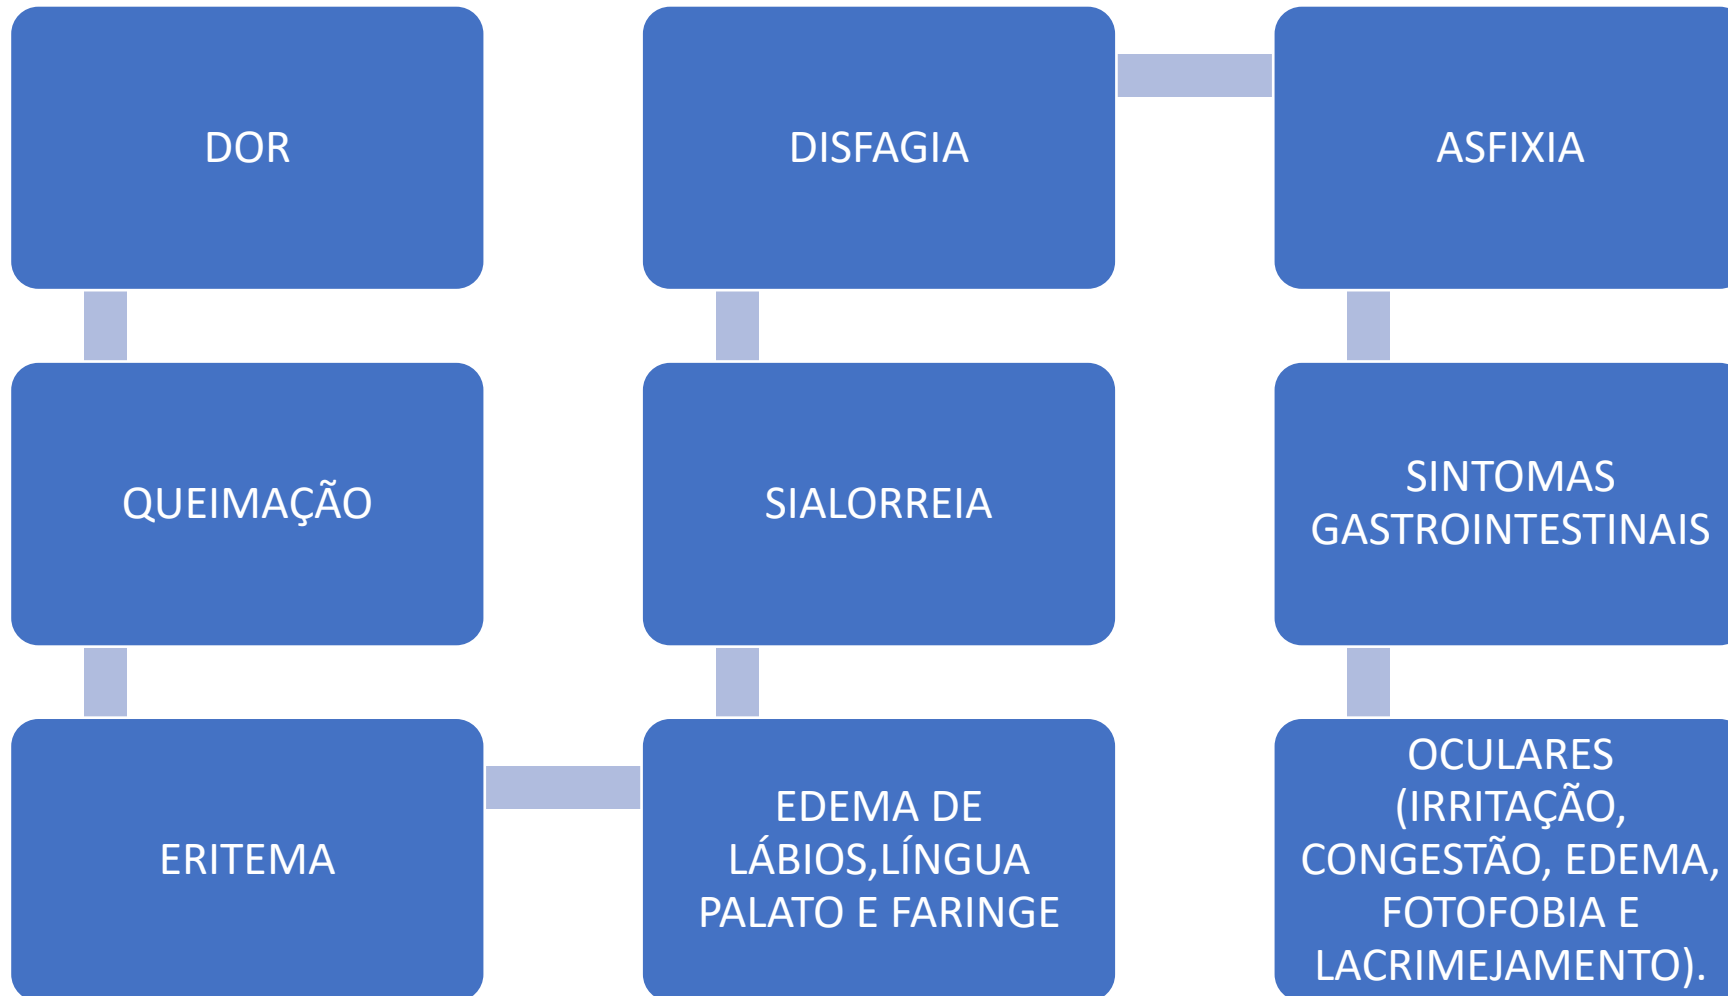 DOR
QUEIMAÇÃO
ERITEMA
EDEMA DE
LÁBIOS,LÍNGUA
PALATO E FARINGE
SIALORREIA
DISFAGIA
ASFIXIA
SINTOMAS
GASTROINTESTINAIS
OCULARES
(IRRITAÇÃO,
CONGESTÃO, EDEMA,
FOTOFOBIA E
LACRIMEJAMENTO).